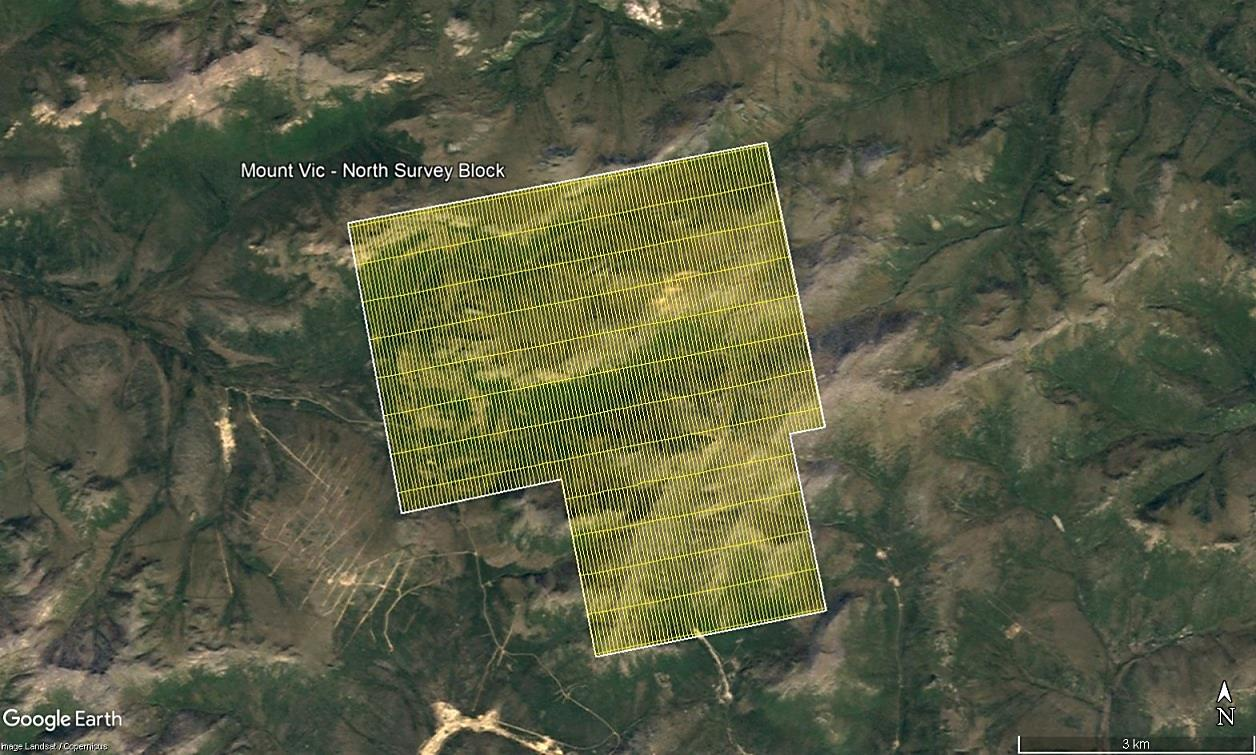 Mount Vic - North Survey Block
Google Earth
Image Landsat / Copernicus
N
3 km